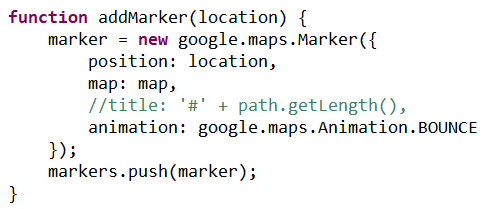 function addMarker(location) {
    marker = new google.maps.Marker({
        position: location,
        map: map,
        //title: '#' + path.getLength(),
        animation: google.maps.Animation.BOUNCE
    });
    markers.push(marker);
}